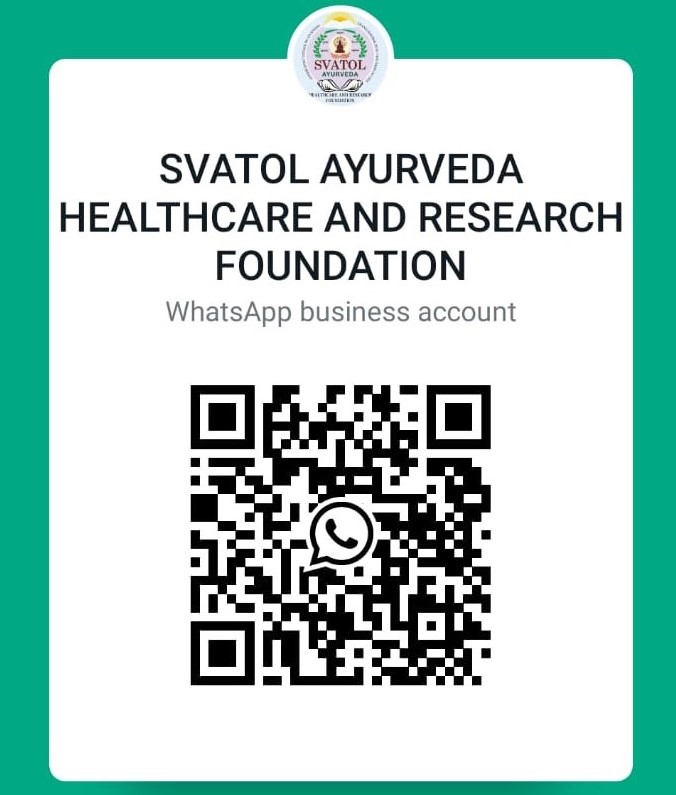 SVATOL
AYURVEDA
HEALTHCARE AND RESEARCH
FOUNDATION
SVATOL AYURVEDA
HEALTHCARE AND RESEARCH
FOUNDATION
WhatsApp business account